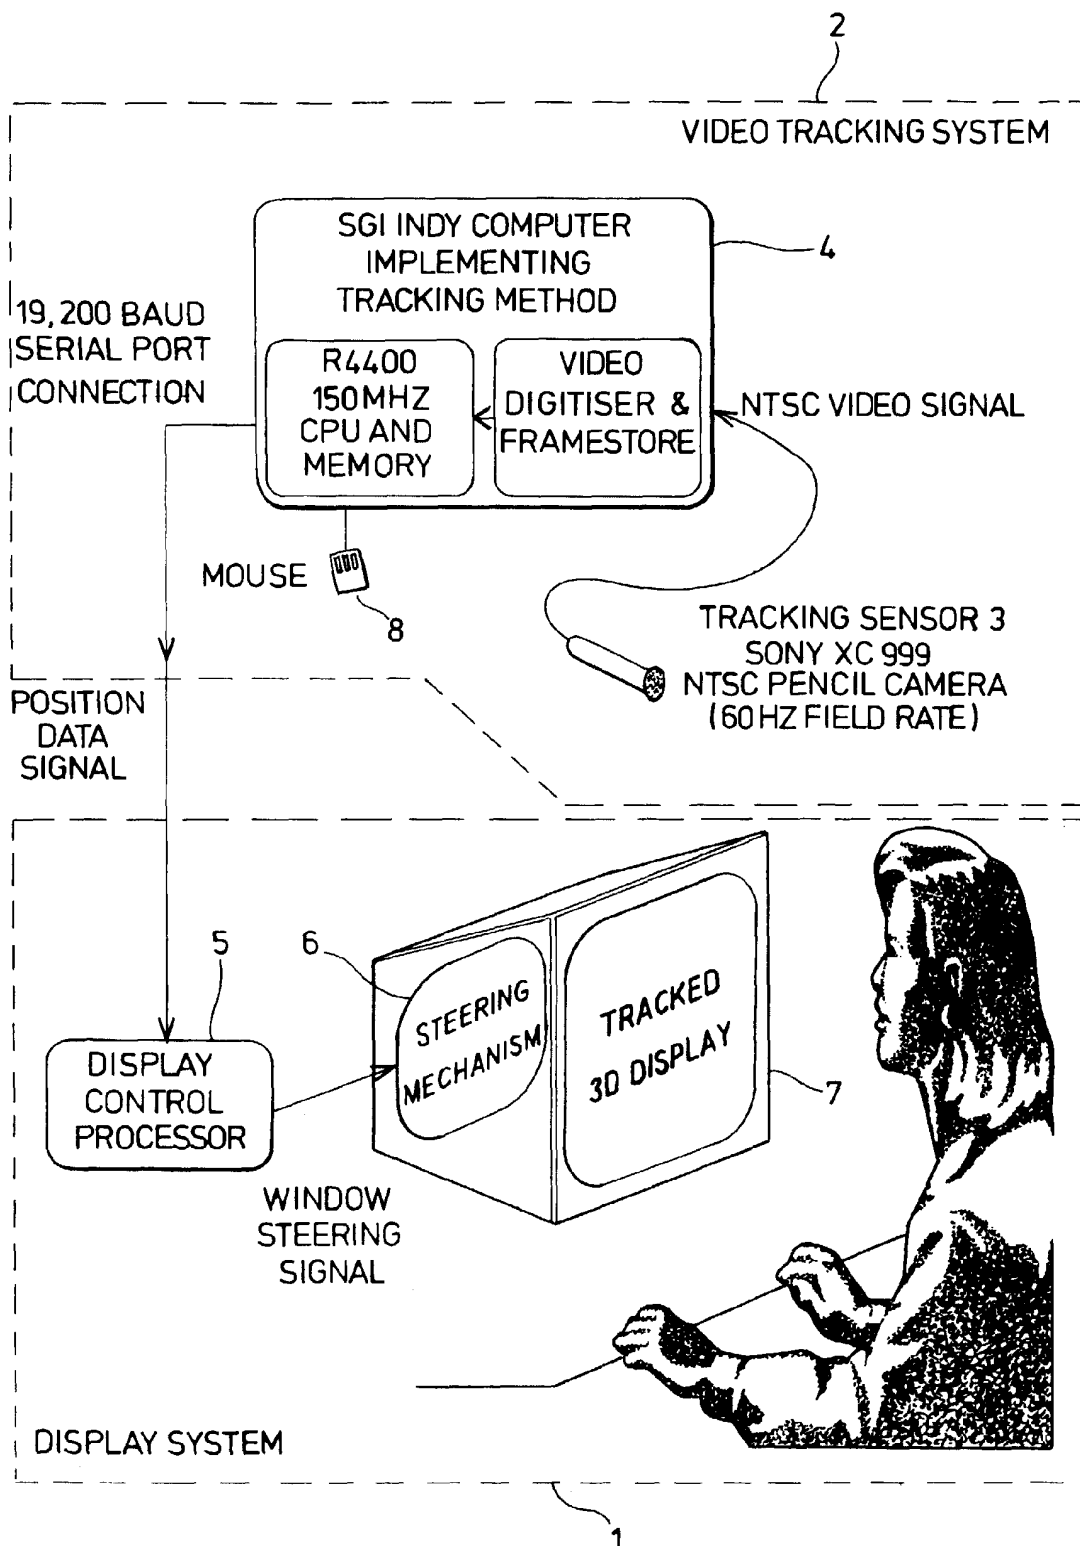 2
VIDEO TRACKING SYSTEM
SGI INDY COMPUTER
IMPLEMENTING
TRACKING METHOD
4
19,200 BAUD
SERIAL PORT
CONNECTION
R4400
150MHZ
CPU AND
MEMORY
VIDEO
DIGITISER &
FRAMESTORE
NTSC VIDEO SIGNAL
MOUSE
8
TRACKING SENSOR 3
SONY XC 999
NTSC PENCIL CAMERA
(60HZ FIELD RATE)
POSITION
DATA
SIGNAL
5
6
STEERING
MECHANISM
TRACKED
3D DISPLAY
7
DISPLAY
CONTROL
PROCESSOR
WINDOW
STEERING
SIGNAL
DISPLAY SYSTEM
1